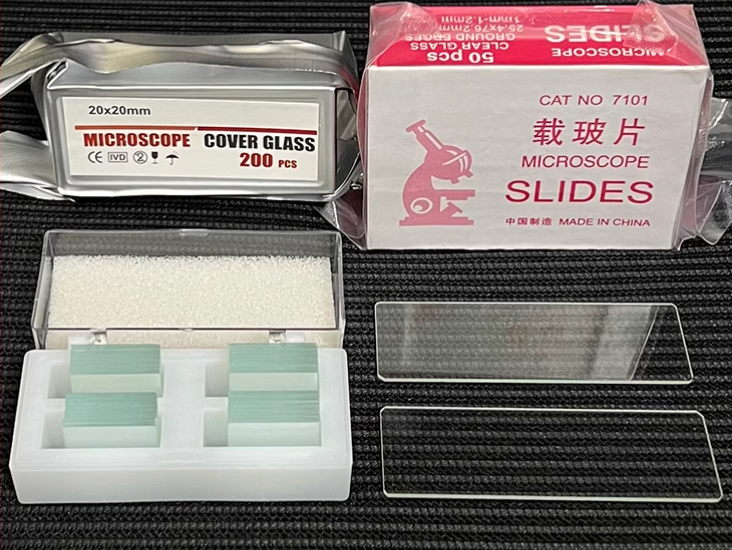 20x20mm
MICROSCOPE COVER GLASS
CE IVD 2 200 PCS
MICROSCOPE SLIDES
50 pcs
CLEAR GLASS
GROUND EDGES
25.4x76.2mm
1mm-1.2mm
CAT NO 7101
载玻片
MICROSCOPE
SLIDES
中国制造 MADE IN CHINA